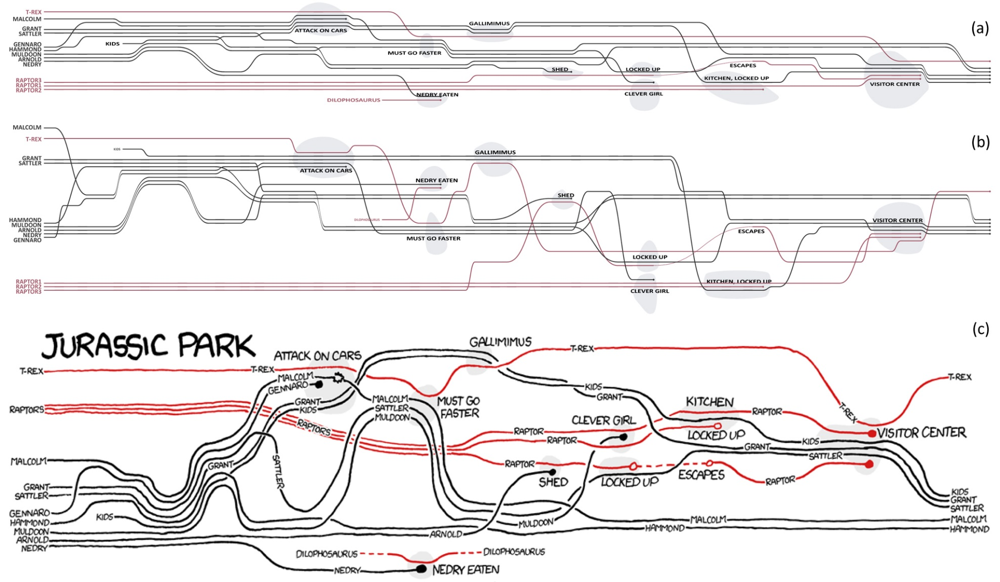 (a)
T-REX
MALCOLM
GRANT
SATTLER
GENNARO
HAMMOND
MULDOON
ARNOLD
NEDRY
KIDS
RAPTOR3
RAPTOR1
RAPTOR2
DILOPHOSAURUS
ATTACK ON CARS
MUST GO FASTER
NEDRY EATEN
GALLIMIMUS
SHED
LOCKED UP
CLEVER GIRL
ESCAPES
KITCHEN, LOCKED UP
VISITOR CENTER
(b)
MALCOLM
T-REX
KIDS
GRANT
SATTLER
HAMMOND
MULDOON
ARNOLD
NEDRY
GENNARO
RAPTOR1
RAPTOR2
RAPTOR3
ATTACK ON CARS
DILOPHOSAURUS
NEDRY EATEN
MUST GO FASTER
GALLIMIMUS
SHED
LOCKED UP
CLEVER GIRL
ESCAPES
KITCHEN, LOCKED UP
VISITOR CENTER
(c)
JURASSIC PARK
T-REX
T-REX
RAPTORS
MALCOLM
GRANT
SATTLER
GENNARO
HAMMOND
KIDS
MULDOON
ARNOLD
NEDRY
ATTACK ON CARS
MALCOLM
GENNARO
GRANT
KIDS
RAPTORS
GRANT
SATTLER
MALCOLM
SATTLER
MULDOON
MUST GO
FASTER
GALLIMIMUS
T-REX
KIDS
GRANT
CLEVER GIRL
RAPTOR
RAPTOR
RAPTOR
SHED
LOCKED UP
KITCHEN
RAPTOR
LOCKED UP
GRANT
KIDS
SATTLER
ESCAPES
RAPTOR
T-REX
VISITOR CENTER
T-REX
MULDOON
ARNOLD
MALCOLM
HAMMOND
DILOPHOSAURUS
DILOPHOSAURUS
NEDRY
NEDRY EATEN
KIDS
GRANT
SATTLER
MALCOLM
HAMMOND